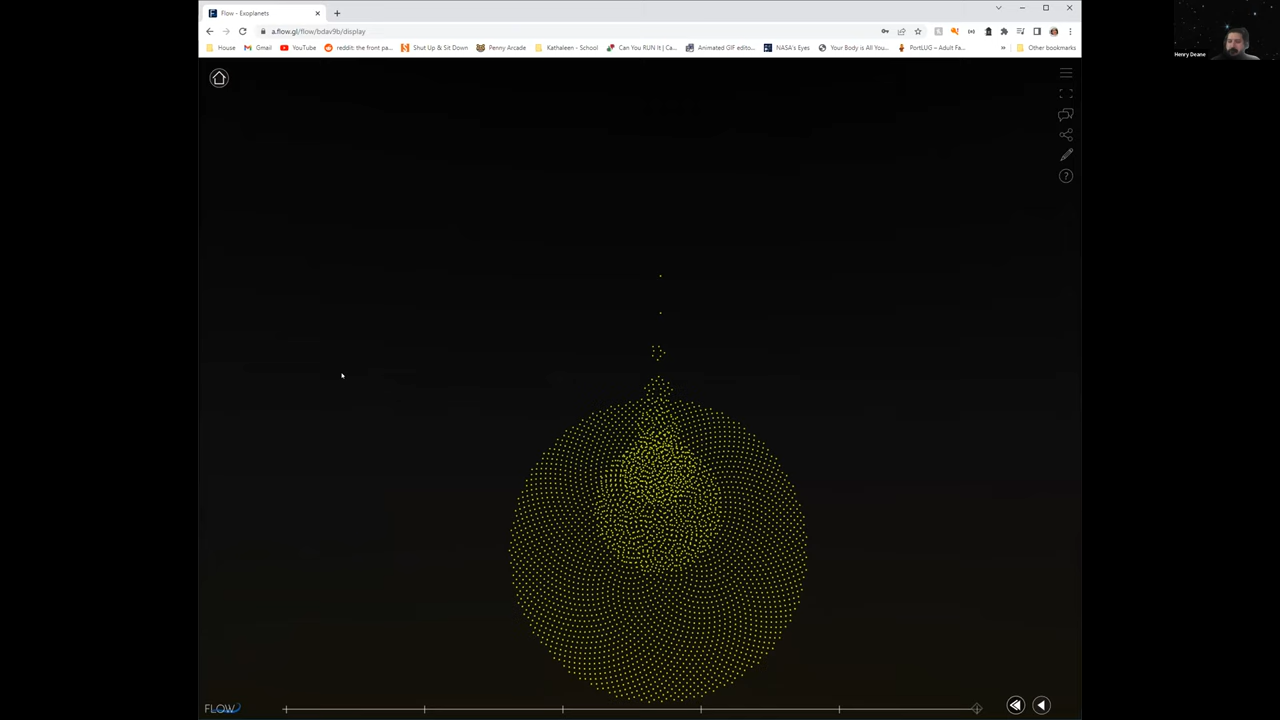 Flow - Exoplanets
a.flow.gl/flow/bdav9b/display
House
Gmail
YouTube
reddit: the front pa...
Shut Up & Sit Down
Penny Arcade
Kathaleen - School
Can You RUN It | Ca...
Animated GIF edito...
NASA's Eyes
Your Body is All You...
PortLUG – Adult Fa...
»
Other bookmarks
Henry Deane
?
FLOW